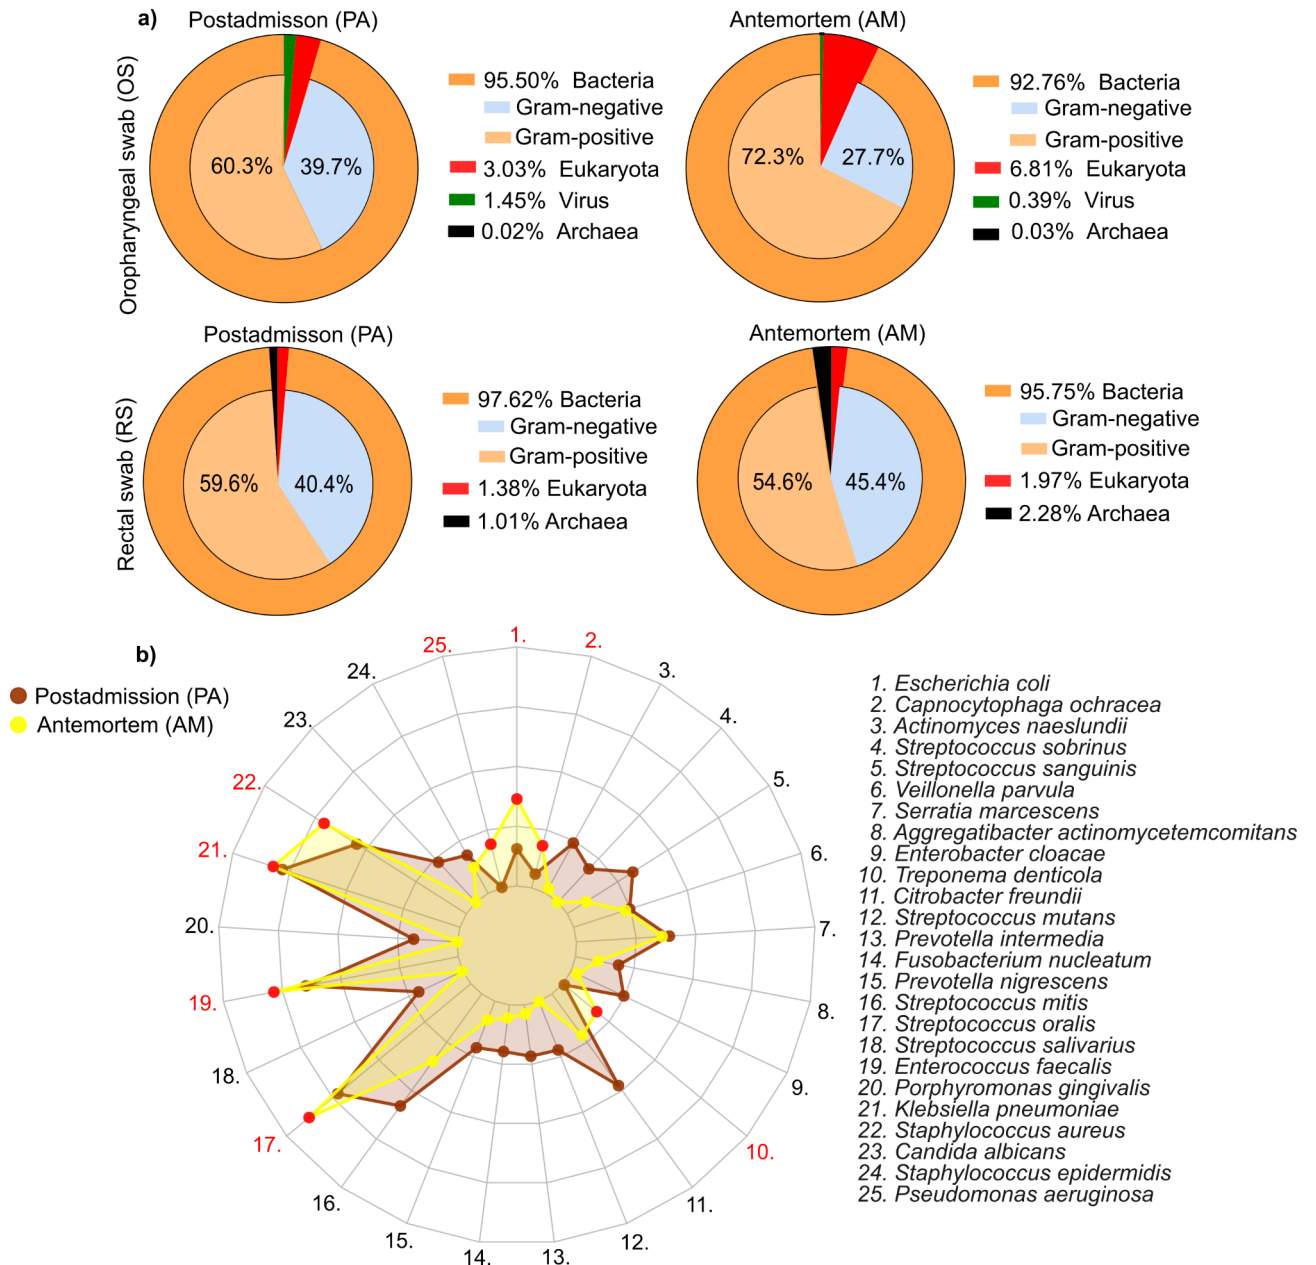 a)
Postadmisson (PA)
Antemortem (AM)
Oropharyngeal swab (OS)
60.3%
39.7%
95.50% Bacteria
Gram-negative
Gram-positive
3.03% Eukaryota
1.45% Virus
0.02% Archaea
72.3%
27.7%
92.76% Bacteria
Gram-negative
Gram-positive
6.81% Eukaryota
0.39% Virus
0.03% Archaea
Postadmisson (PA)
Antemortem (AM)
Rectal swab (RS)
59.6%
40.4%
97.62% Bacteria
Gram-negative
Gram-positive
1.38% Eukaryota
1.01% Archaea
54.6%
45.4%
95.75% Bacteria
Gram-negative
Gram-positive
1.97% Eukaryota
2.28% Archaea
b)
Postadmission (PA)
Antemortem (AM)
1.
2.
3.
4.
5.
6.
7.
8.
9.
10.
11.
12.
13.
14.
15.
16.
17.
18.
19.
20.
21.
22.
23.
24.
25.
1. Escherichia coli
2. Capnocytophaga ochracea
3. Actinomyces naeslundii
4. Streptococcus sobrinus
5. Streptococcus sanguinis
6. Veillonella parvula
7. Serratia marcescens
8. Aggregatibacter actinomycetemcomitans
9. Enterobacter cloacae
10. Treponema denticola
11. Citrobacter freundii
12. Streptococcus mutans
13. Prevotella intermedia
14. Fusobacterium nucleatum
15. Prevotella nigrescens
16. Streptococcus mitis
17. Streptococcus oralis
18. Streptococcus salivarius
19. Enterococcus faecalis
20. Porphyromonas gingivalis
21. Klebsiella pneumoniae
22. Staphylococcus aureus
23. Candida albicans
24. Staphylococcus epidermidis
25. Pseudomonas aeruginosa